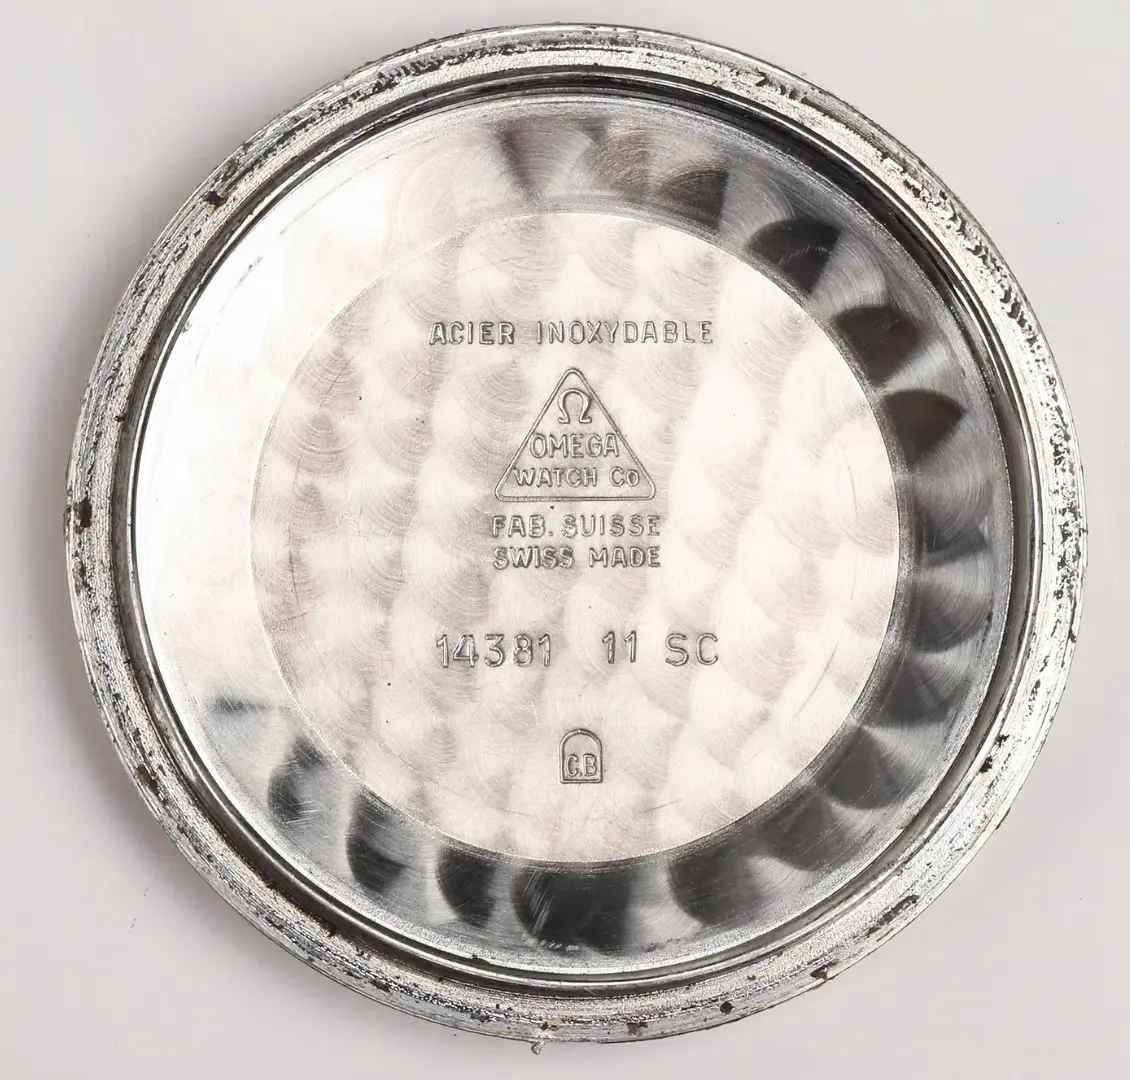 ACIER INOXYDABLE
Ω
OMEGA
WATCH Co
FAB. SUISSE
SWISS MADE
14381 11 SC
C.B